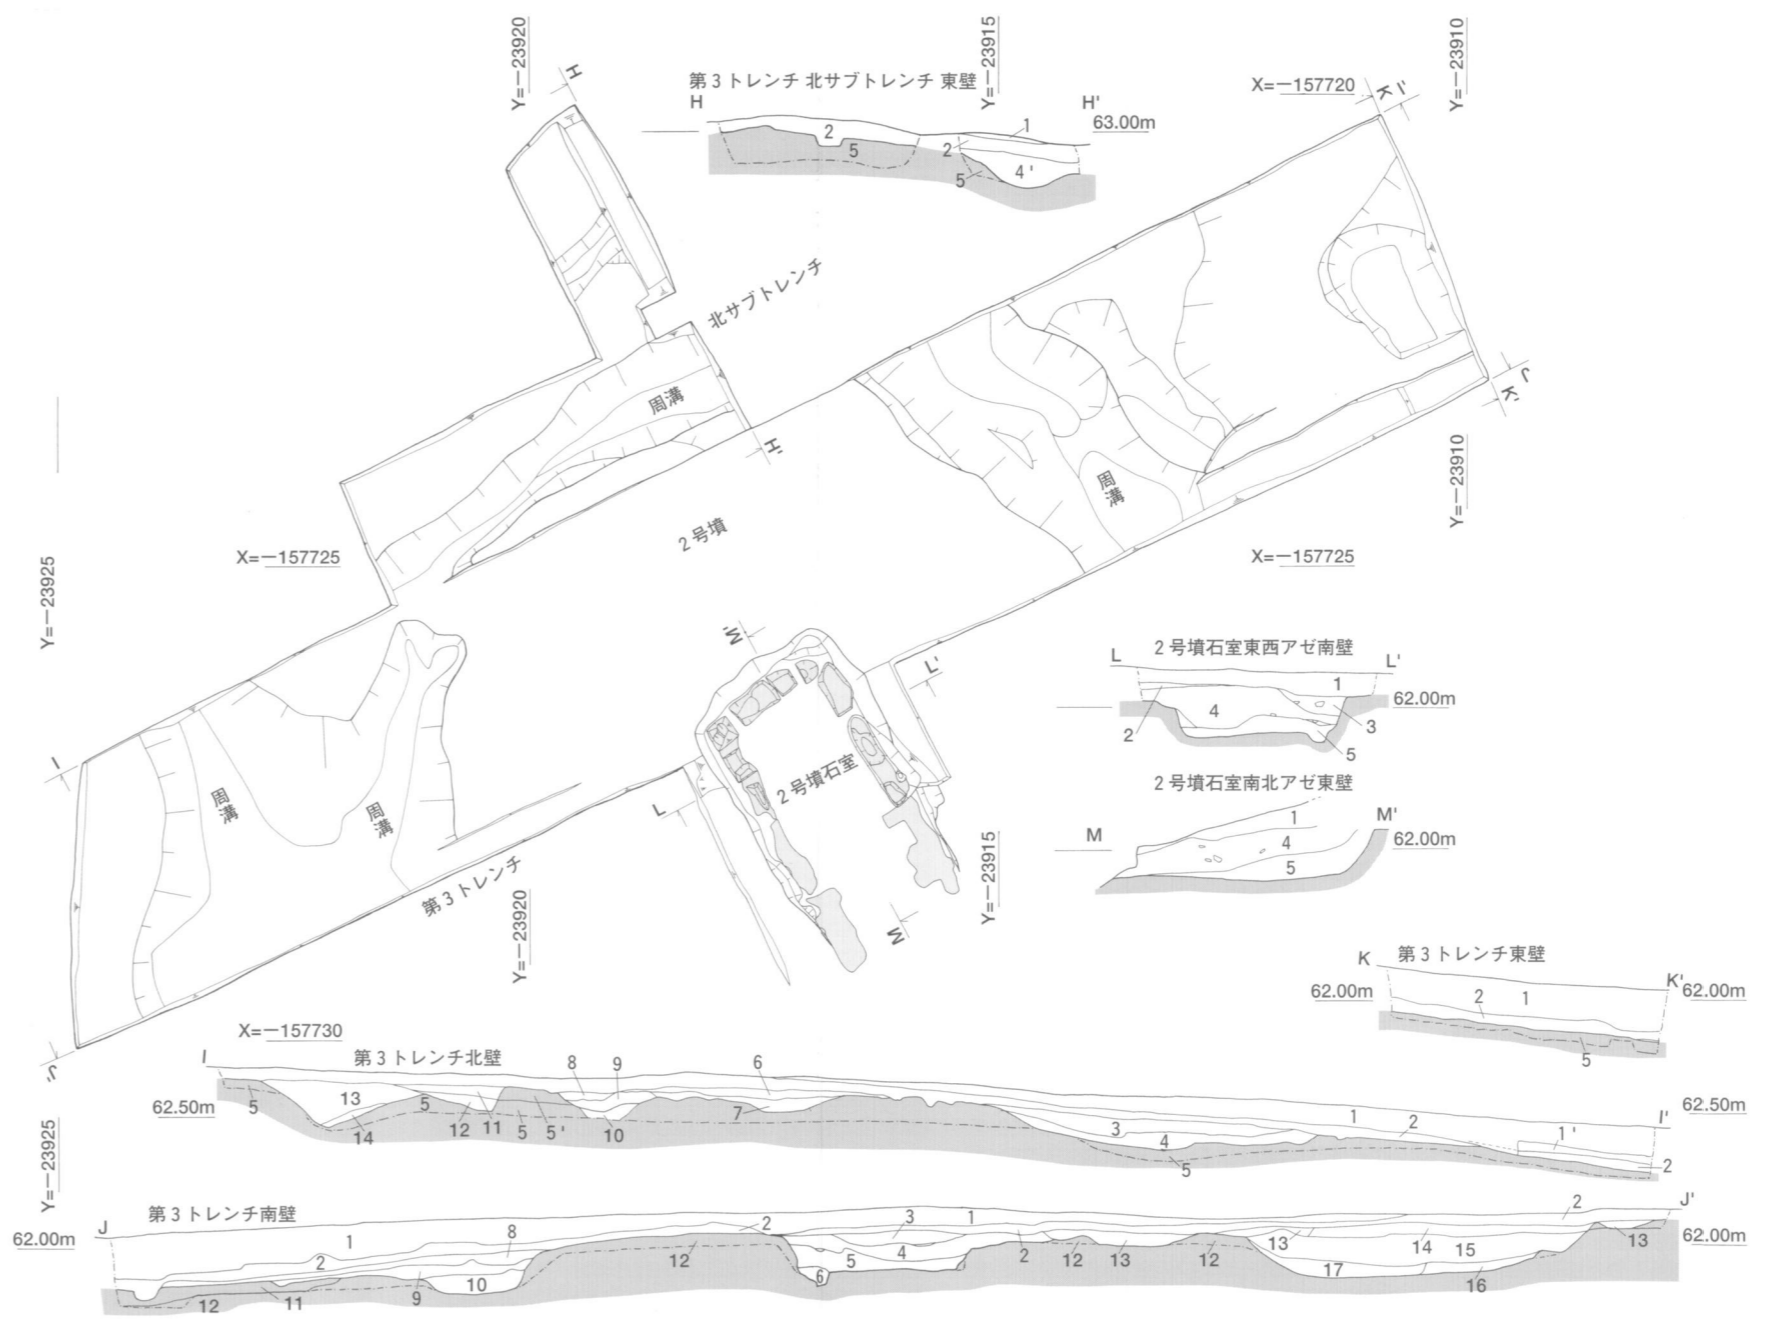 Y=−23920
H
第3トレンチ 北サブトレンチ 東壁
H
H'
63.00m
1
2
2
5
5
4'
Y=−23915
X=−157720
K
I'
Y=−23910
北サブトレンチ
周溝
H'
2号墳
周溝
J
K'
Y=−23910
X=−157725
X=−157725
Y=−23925
M'
L'
2号墳石室
L
M
I
周溝
周溝
第3トレンチ
Y=−23920
Y=−23915
J'
X=−157730
2号墳石室東西アゼ南壁
L
L'
62.00m
1
4
3
2
5
2号墳石室南北アゼ東壁
M
M'
62.00m
1
4
5
第3トレンチ東壁
K
K'
62.00m
62.00m
2
1
5
第3トレンチ北壁
I
I'
62.50m
62.50m
8
9
6
13
5
5
14
12
11
5
5'
10
7
3
4
5
1
2
1'
2
Y=−23925
第3トレンチ南壁
J
J'
62.00m
62.00m
1
2
8
2
3
1
2
12
11
9
10
12
6
5
4
2
12
13
12
13
14
15
17
16
13